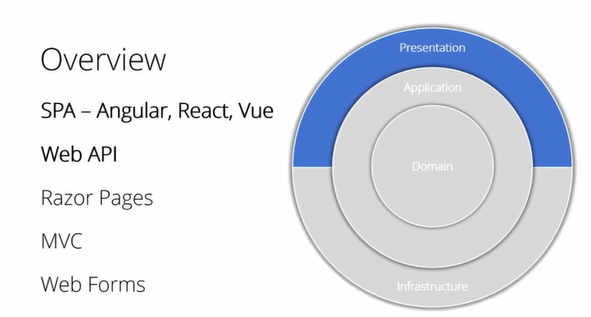 Overview
SPA – Angular, React, Vue
Web API
Razor Pages
MVC
Web Forms
Presentation
Application
Domain
Infrastructure